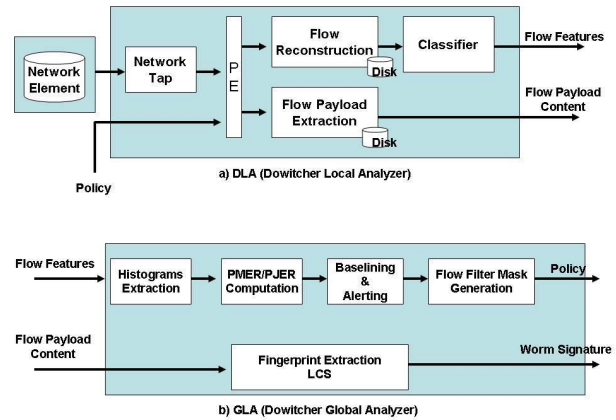 Network
Element
Network
Tap
P
E
Flow
Reconstruction
Disk
Classifier
Flow Features
Flow Payload
Extraction
Disk
Flow Payload
Content
Policy
a) DLA (Dowitcher Local Analyzer)
Flow Features
Histograms
Extraction
PMER/PJER
Computation
Baselining
&
Alerting
Flow Filter Mask
Generation
Policy
Flow Payload
Content
Fingerprint Extraction
LCS
Worm Signature
b) GLA (Dowitcher Global Analyzer)